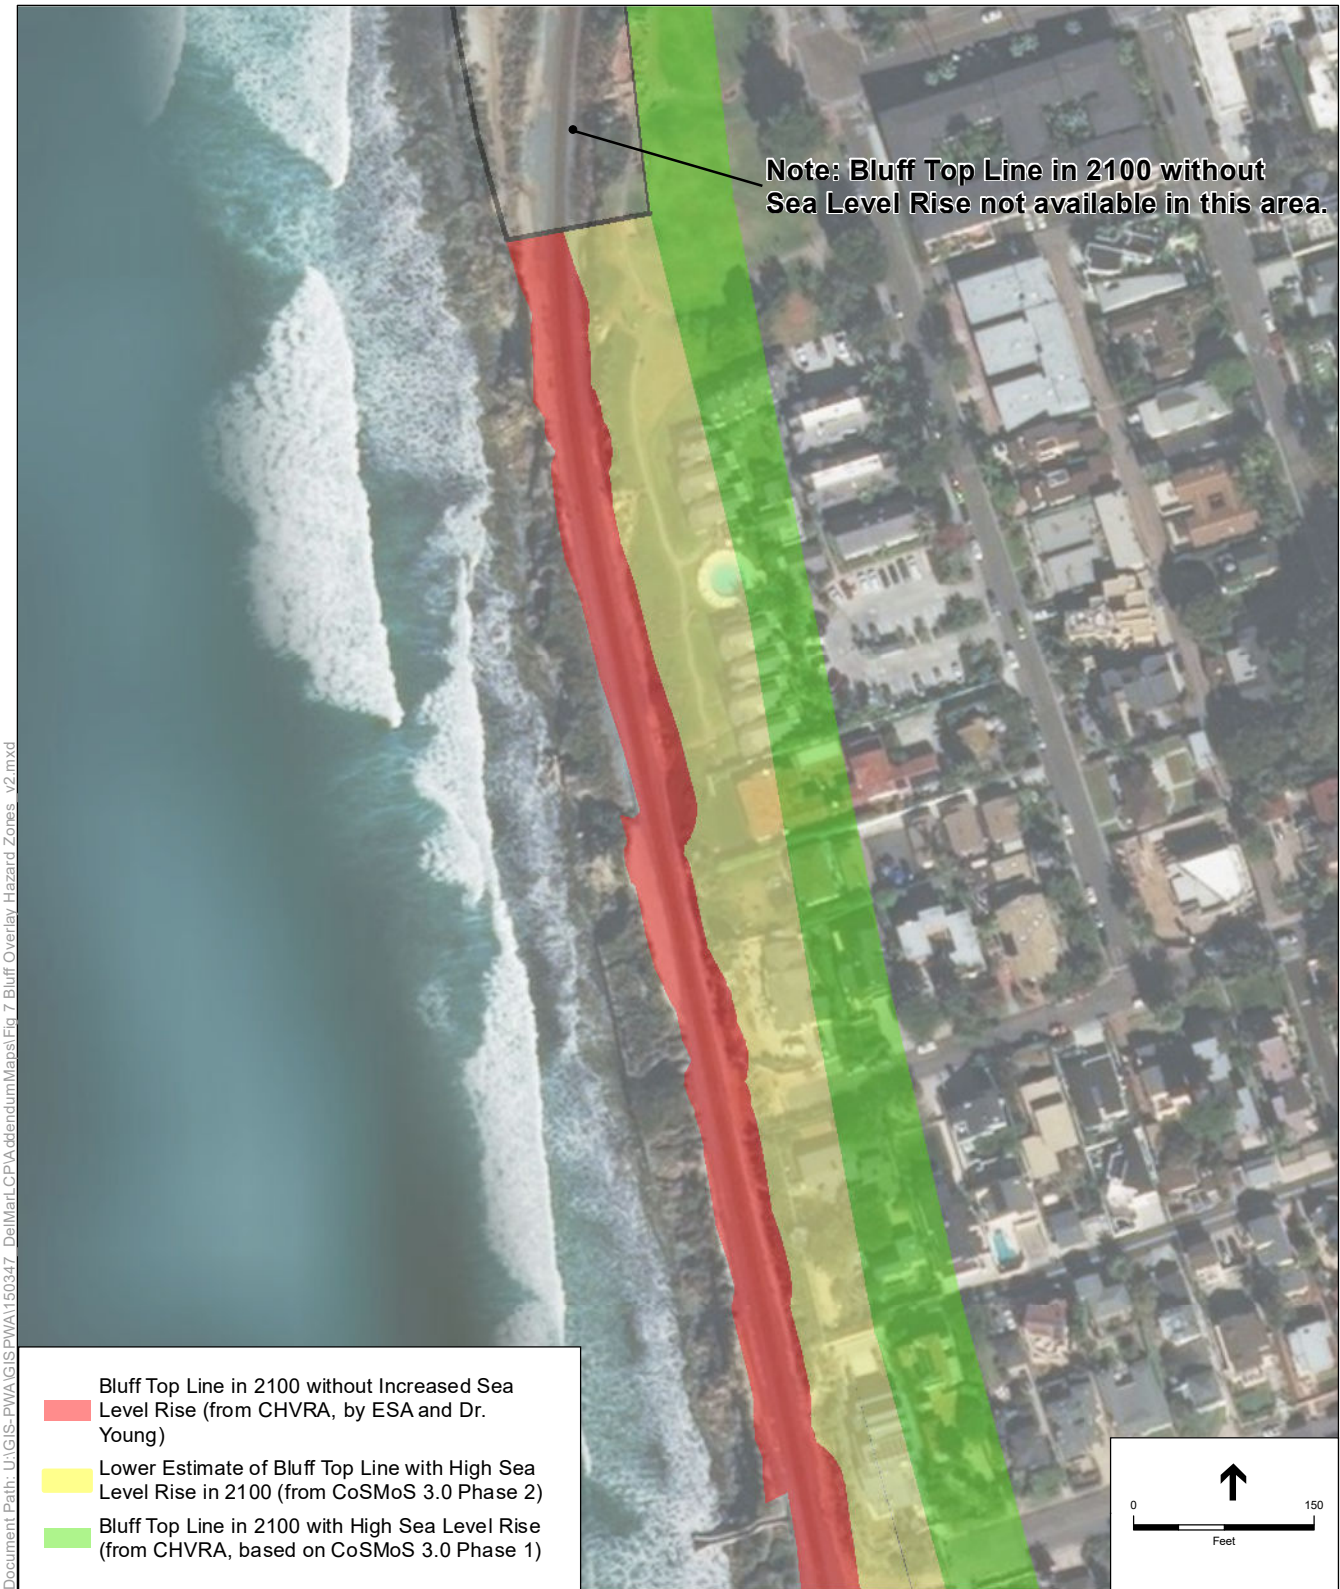 Note: Bluff Top Line in 2100 without
Sea Level Rise not available in this area.
Document Path: U:\GIS-PWA\GISPWA\150347_DelMarLCP\AddendumMaps\Fig 7 Bluff Overlay Hazard Zones_v2.mxd
Bluff Top Line in 2100 without Increased Sea
Level Rise (from CHVRA, by ESA and Dr.
Young)
Lower Estimate of Bluff Top Line with High Sea
Level Rise in 2100 (from CoSMoS 3.0 Phase 2)
Bluff Top Line in 2100 with High Sea Level Rise
(from CHVRA, based on CoSMoS 3.0 Phase 1)
0 150
Feet